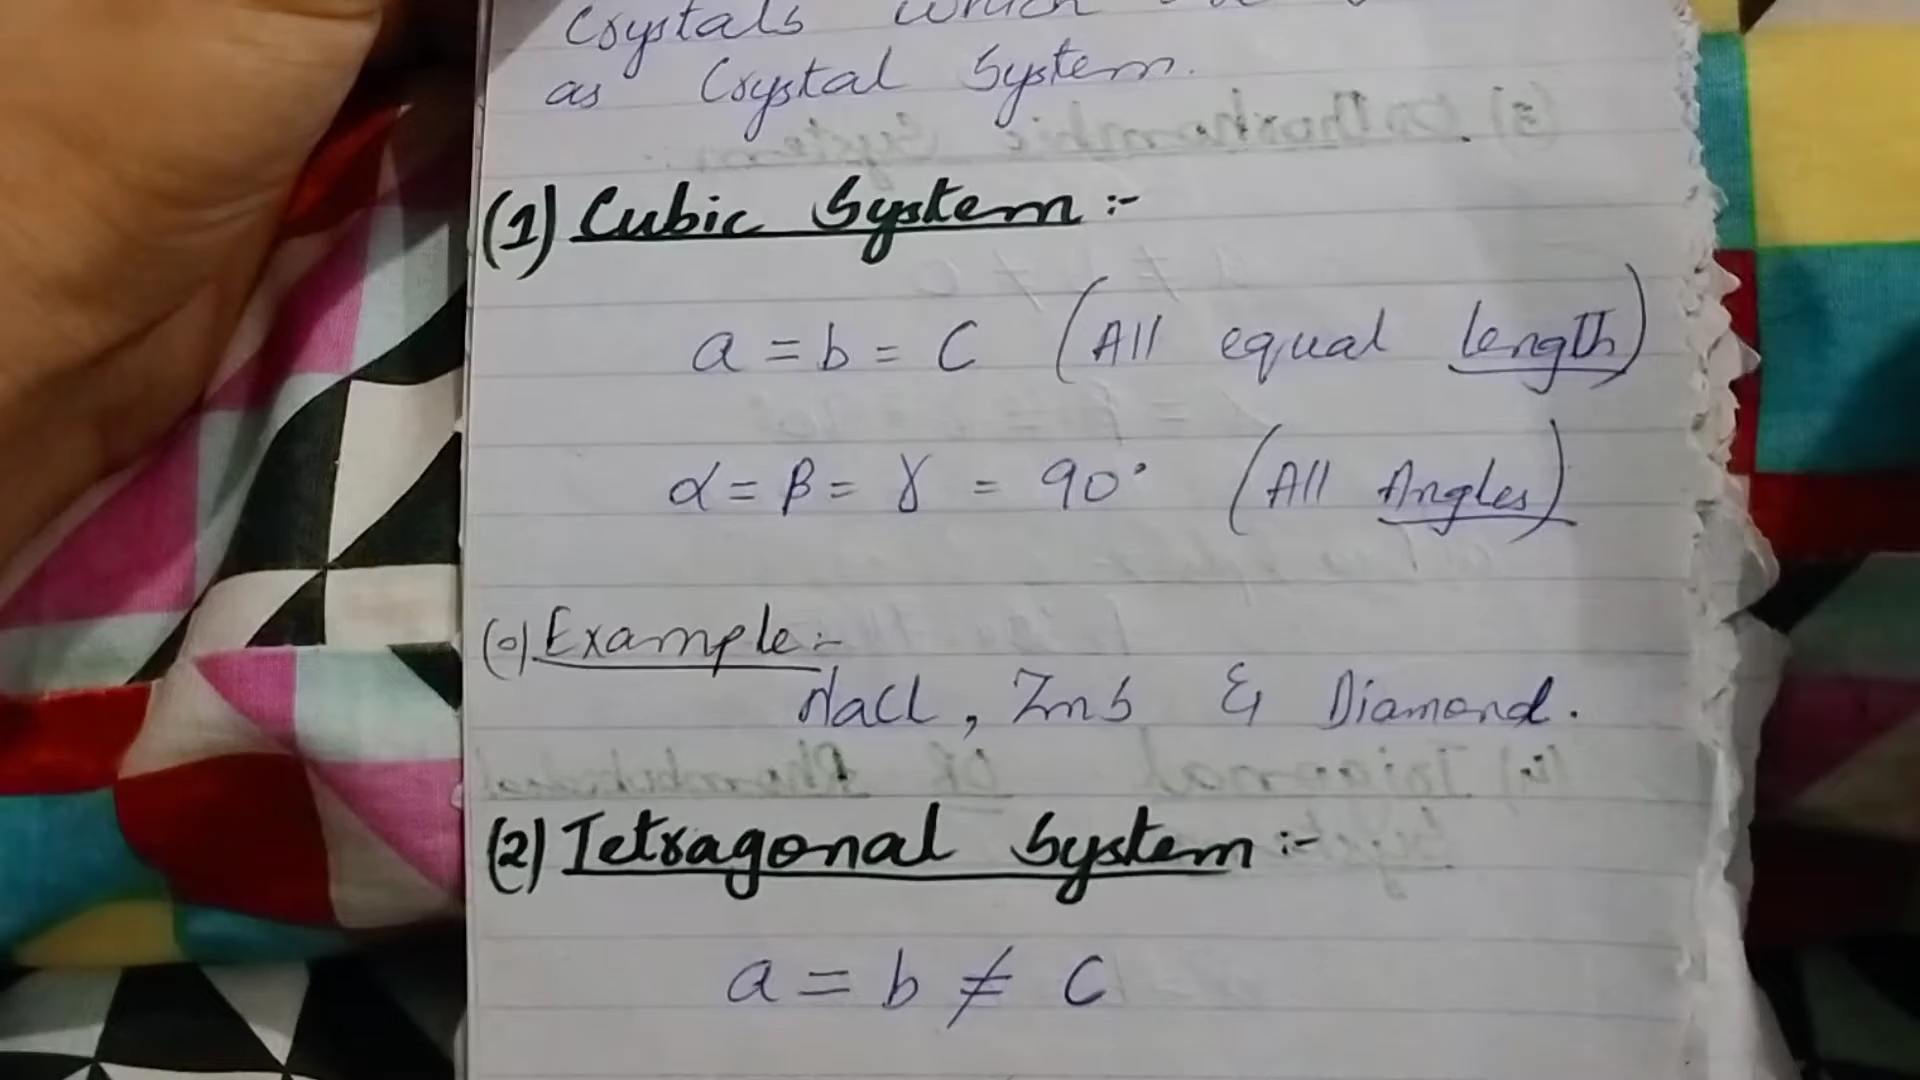 Crystals which
as Crystal System.
(1) Cubic System :-
a = b = c (All equal length)
α = β = γ = 90° (All Angles)
(o) Example :-
NaCl, ZnS & Diamond.
(2) Tetragonal System :-
a = b ≠ c